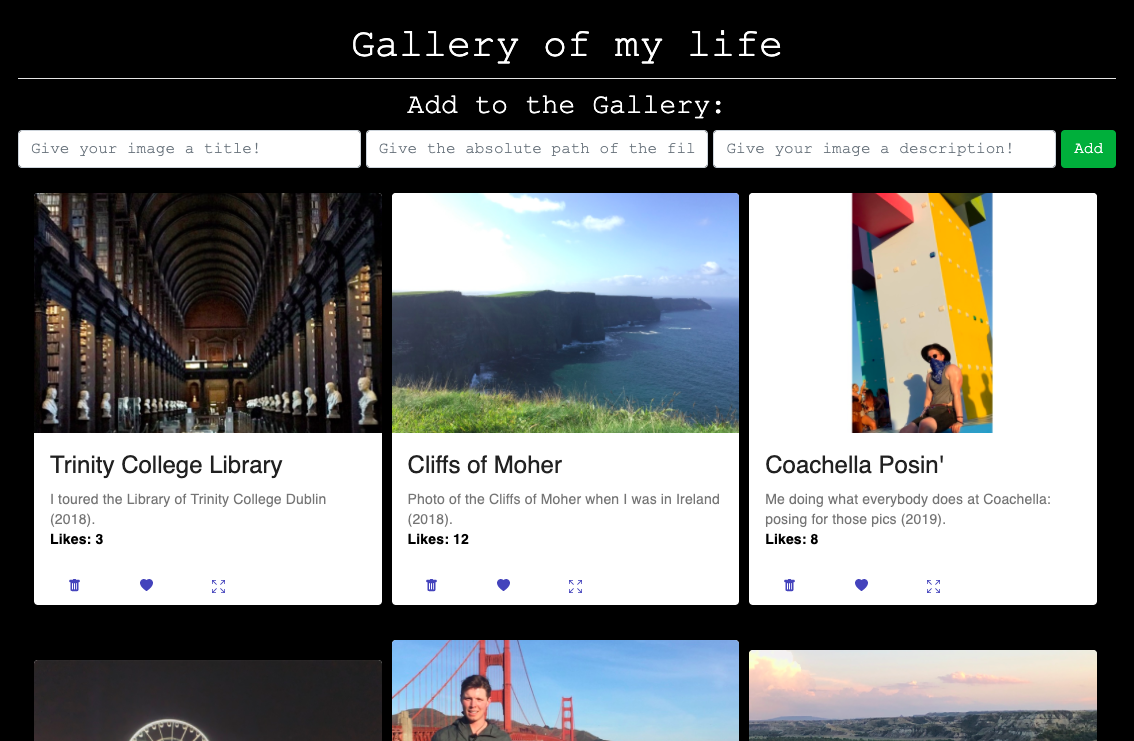 Gallery of my life
Add to the Gallery:
Give your image a title!
Give the absolute path of the fil
Give your image a description!
Add
Trinity College Library
I toured the Library of Trinity College Dublin
(2018).
Likes: 3
Cliffs of Moher
Photo of the Cliffs of Moher when I was in Ireland
(2018).
Likes: 12
Coachella Posin'
Me doing what everybody does at Coachella:
posing for those pics (2019).
Likes: 8